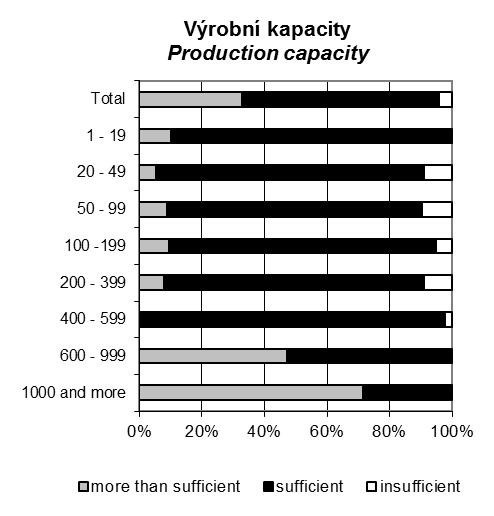 Výrobní kapacity
Production capacity
Total
1 - 19
20 - 49
50 - 99
100 -199
200 - 399
400 - 599
600 - 999
1000 and more
0% 20% 40% 60% 80% 100%
more than sufficient sufficient insufficient